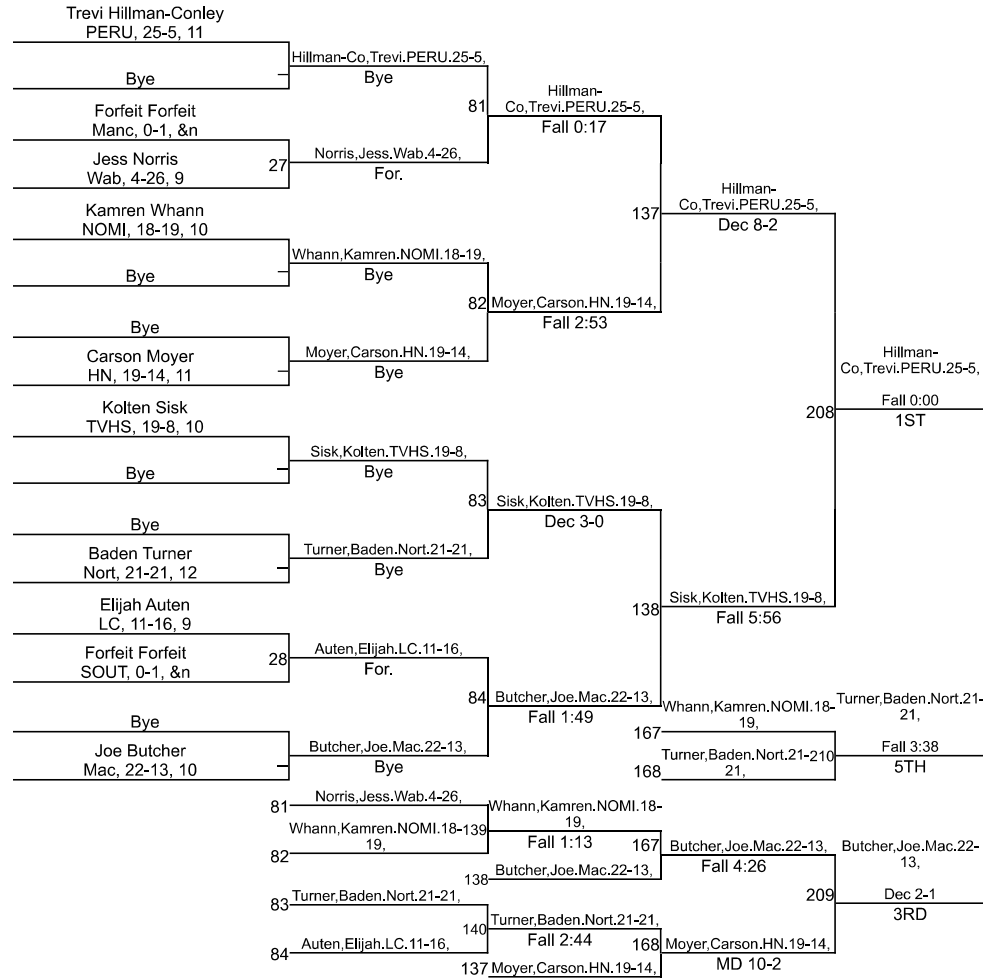 Trevi Hillman-Conley
PERU, 25-5, 11
Bye
Forfeit Forfeit
Manc, 0-1, &n
Jess Norris
Wab, 4-26, 9
27
Kamren Whann
NOMI, 18-19, 10
Bye
Bye
Carson Moyer
HN, 19-14, 11
Kolten Sisk
TVHS, 19-8, 10
Bye
Bye
Baden Turner
Nort, 21-21, 12
Elijah Auten
LC, 11-16, 9
Forfeit Forfeit
SOUT, 0-1, &n
28
Bye
Joe Butcher
Mac, 22-13, 10
Hillman-Co,Trevi.PERU.25-5,
Bye
81
Norris,Jess.Wab.4-26,
For.
Whann,Kamren.NOMI.18-19,
Bye
82
Moyer,Carson.HN.19-14,
Bye
Sisk,Kolten.TVHS.19-8,
Bye
83
Turner,Baden.Nort.21-21,
Bye
Auten,Elijah.LC.11-16,
For.
84
Butcher,Joe.Mac.22-13,
Bye
Hillman-
Co,Trevi.PERU.25-5,
Fall 0:17
137
Moyer,Carson.HN.19-14,
Fall 2:53
Sisk,Kolten.TVHS.19-8,
Dec 3-0
138
Butcher,Joe.Mac.22-13,
Fall 1:49
Hillman-
Co,Trevi.PERU.25-5,
Dec 8-2
208
Sisk,Kolten.TVHS.19-8,
Fall 5:56
Hillman-
Co,Trevi.PERU.25-5,
Fall 0:00
1ST
167
Whann,Kamren.NOMI.18-
19,
168
Turner,Baden.Nort.21-
21,
210
Turner,Baden.Nort.21-
21,
Fall 3:38
5TH
81
Norris,Jess.Wab.4-26,
82
Whann,Kamren.NOMI.18-
19,
139
Whann,Kamren.NOMI.18-
19,
Fall 1:13
138
Butcher,Joe.Mac.22-13,
167
Butcher,Joe.Mac.22-13,
Fall 4:26
83
Turner,Baden.Nort.21-21,
84
Auten,Elijah.LC.11-16,
140
Turner,Baden.Nort.21-21,
Fall 2:44
137
Moyer,Carson.HN.19-14,
168
Moyer,Carson.HN.19-14,
MD 10-2
209
Butcher,Joe.Mac.22-
13,
Dec 2-1
3RD